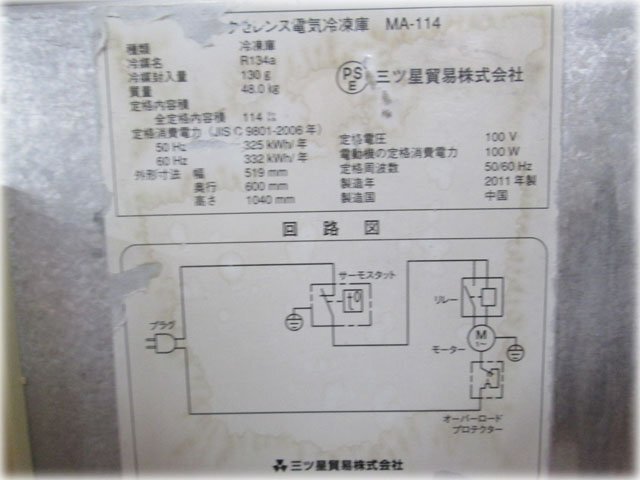 クセレンス電気冷凍庫 MA-114
種類 冷凍庫
冷媒名 R134a
冷媒封入量 130 g
質量 48.0 kg
定格内容積
全定格内容積 114
定格消費電力 (JIS C 9801-2006 年)
50 Hz 325 kWh/年
60 Hz 332 kWh/年
外形寸法 幅 519 mm
奥行 600 mm
高さ 1040 mm
PS
E
三ツ星貿易株式会社
定格電圧 100 V
電動機の定格消費電力 100 W
定格周波数 50/60 Hz
製造年 2011 年製
製造国 中国
回路図
プラグ
サーモスタット
t°
リレー
M
1~
モーター
オーバーロード
プロテクター
三ツ星貿易株式会社